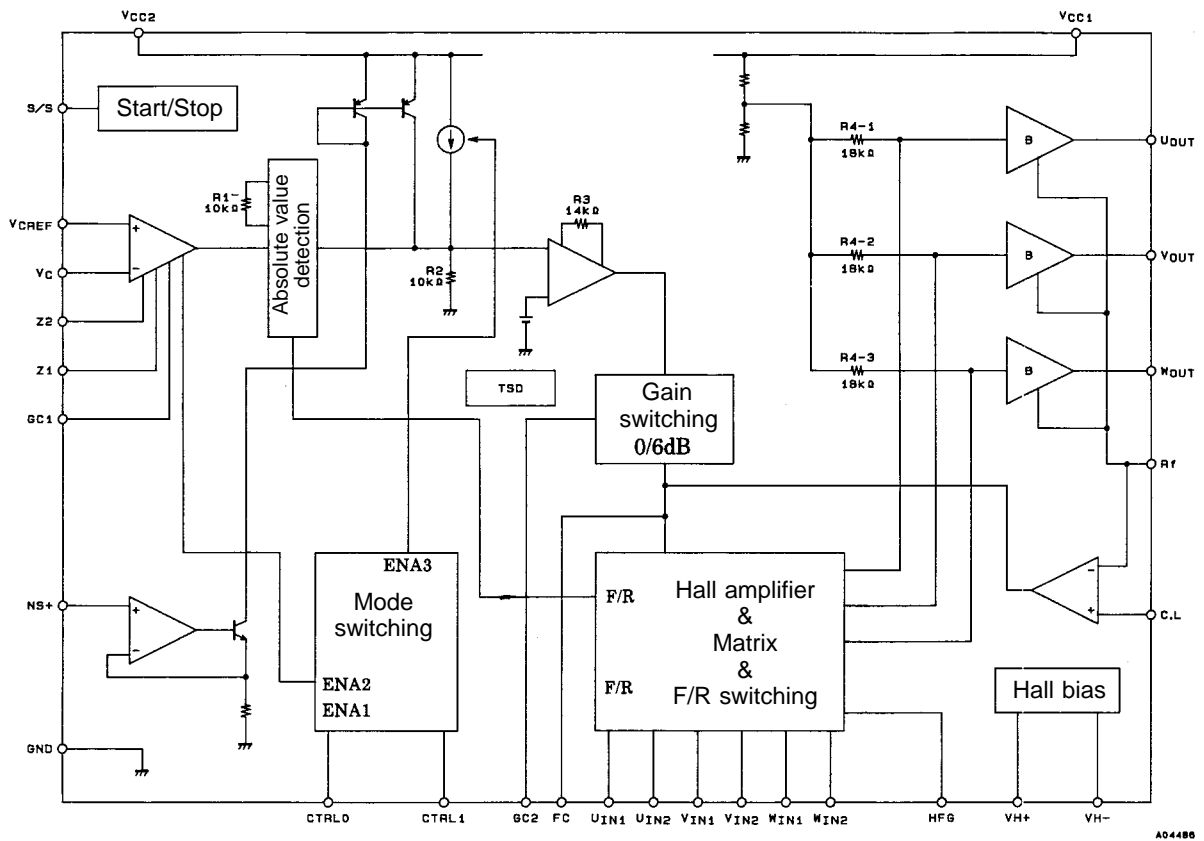 VCC2
VCC1
S/S
Start/Stop
R4-1
18kΩ
B
UOUT
R1
10kΩ
Absolute value
detection
R3
14kΩ
VCREF
+
VC
−
R2
10kΩ
R4-2
18kΩ
B
VOUT
Z2
Z1
TSD
R4-3
18kΩ
B
WOUT
GC1
Gain
switching
0/6dB
Rf
ENA3
Mode
switching
ENA2
ENA1
F/R
F/R
Hall amplifier
&
Matrix
&
F/R switching
−
+
C.L
NS+
+
−
Hall bias
GND
CTRL0
CTRL1
GC2
FC
UIN1
UIN2
VIN1
VIN2
WIN1
WIN2
HFG
VH+
VH-
A04486